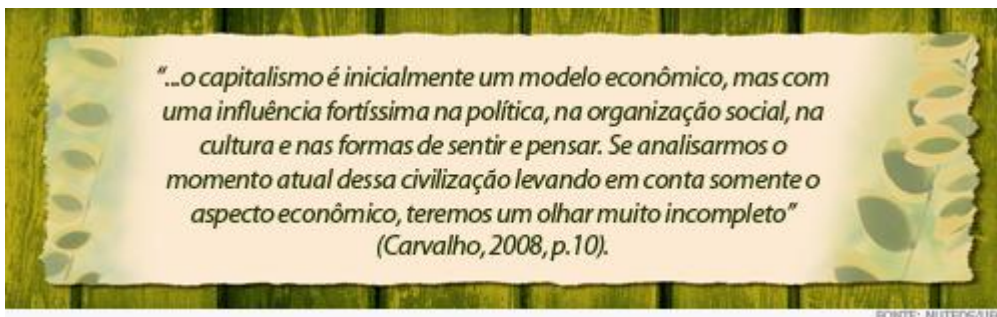 "...o capitalismo é inicialmente um modelo econômico, mas com
uma influência fortíssima na política, na organização social, na
cultura e nas formas de sentir e pensar. Se analisarmos o
momento atual dessa civilização levando em conta somente o
aspecto econômico, teremos um olhar muito incompleto"
(Carvalho, 2008, p.10).
FONTE: